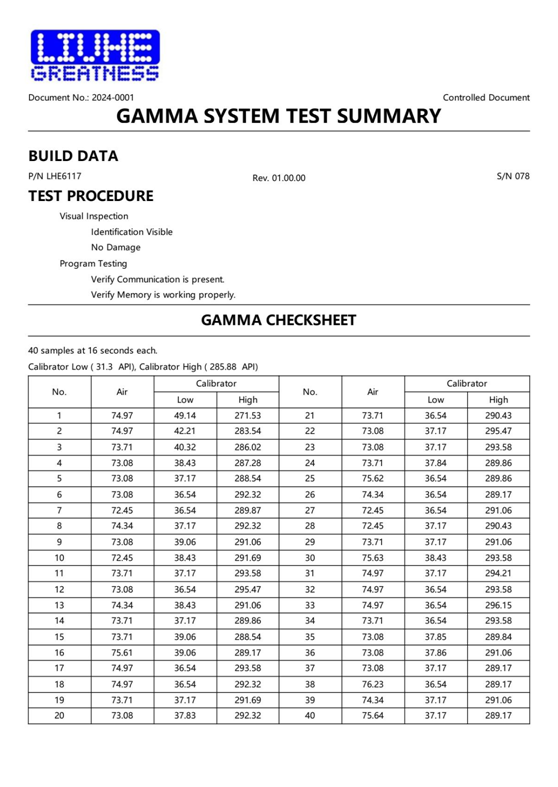 LIUHE
GREATNESS
Document No.: 2024-0001 Controlled Document
GAMMA SYSTEM TEST SUMMARY
BUILD DATA
P/N LHE6117 Rev. 01.00.00 S/N 078
TEST PROCEDURE
Visual Inspection
Identification Visible
No Damage
Program Testing
Verify Communication is present.
Verify Memory is working properly.
GAMMA CHECKSHEET
40 samples at 16 seconds each.
Calibrator Low ( 31.3 API), Calibrator High ( 285.88 API)
No. Air Calibrator No. Air Calibrator
Low High Low High
1 74.97 49.14 271.53 21 73.71 36.54 290.43
2 74.97 42.21 283.54 22 73.08 37.17 295.47
3 73.71 40.32 286.02 23 73.08 37.17 293.58
4 73.08 38.43 287.28 24 73.71 37.84 289.86
5 73.08 37.17 288.54 25 75.62 36.54 289.86
6 73.08 36.54 292.32 26 74.34 36.54 289.17
7 72.45 36.54 289.87 27 72.45 36.54 291.06
8 74.34 37.17 292.32 28 72.45 37.17 290.43
9 73.08 39.06 291.06 29 73.71 37.17 291.06
10 72.45 38.43 291.69 30 75.63 38.43 293.58
11 73.71 37.17 293.58 31 74.97 37.17 294.21
12 73.08 36.54 295.47 32 74.97 36.54 293.58
13 74.34 38.43 291.06 33 74.97 36.54 296.15
14 73.71 37.17 289.86 34 73.71 36.54 293.58
15 73.71 39.06 288.54 35 73.08 37.85 289.84
16 75.61 39.06 289.17 36 73.08 37.86 291.06
17 74.97 36.54 293.58 37 73.08 37.17 289.17
18 74.97 36.54 292.32 38 76.23 36.54 289.17
19 73.71 37.17 291.69 39 74.34 37.17 291.06
20 73.08 37.83 292.32 40 75.64 37.17 289.17